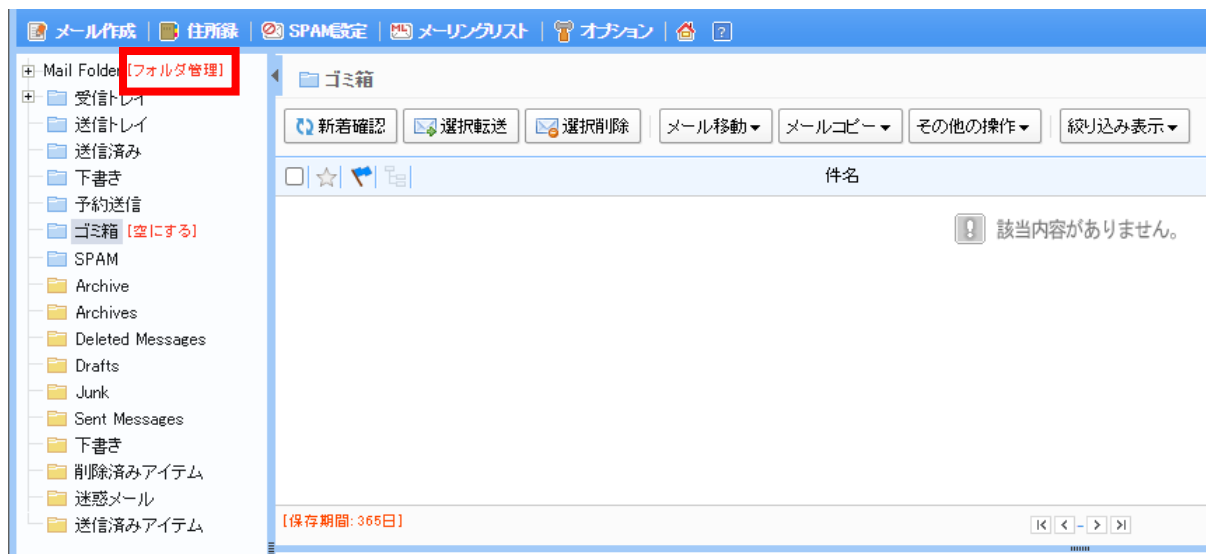 メール作成 住所録 SPAM設定 メーリングリスト オプション
Mail Folder [フォルダ管理]
受信トレイ
送信トレイ
送信済み
下書き
予約送信
ゴミ箱 [空にする]
SPAM
Archive
Archives
Deleted Messages
Drafts
Junk
Sent Messages
下書き
削除済みアイテム
迷惑メール
送信済みアイテム
ゴミ箱
新着確認 選択転送 選択削除 メール移動▼ メールコピー▼ その他の操作▼ 絞り込み表示▼
件名
該当内容がありません。
[保存期間: 365日]